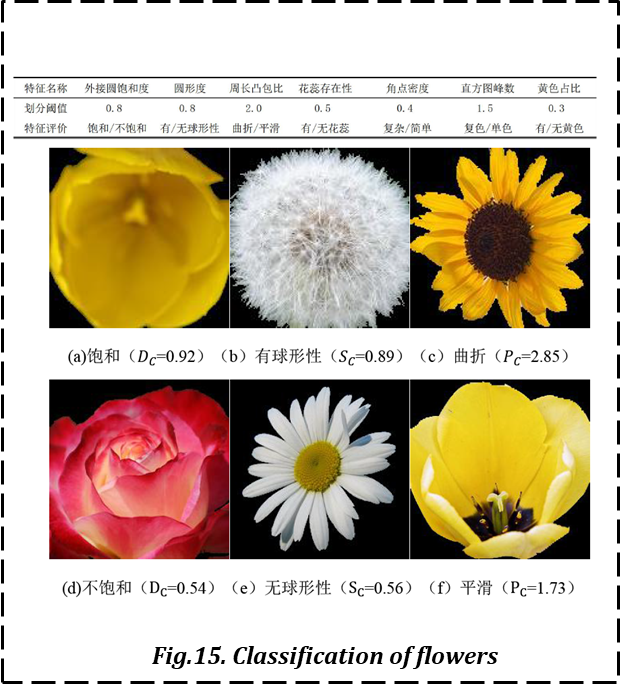 特征名称 外接圆饱和度 圆形度 周长凸包比 花蕊存在性 角点密度 直方图峰数 黄色占比
划分阈值 0.8 0.8 2.0 0.5 0.4 1.5 0.3
特征评价 饱和/不饱和 有/无球形性 曲折/平滑 有/无花蕊 复杂/简单 复色/单色 有/无黄色
(a)饱和（D_C=0.92）（b）有球形性（S_C=0.89）（c）曲折（P_C=2.85）
(d)不饱和（D_C=0.54）（e）无球形性（S_C=0.56）（f）平滑（P_C=1.73）
Fig.15. Classification of flowers